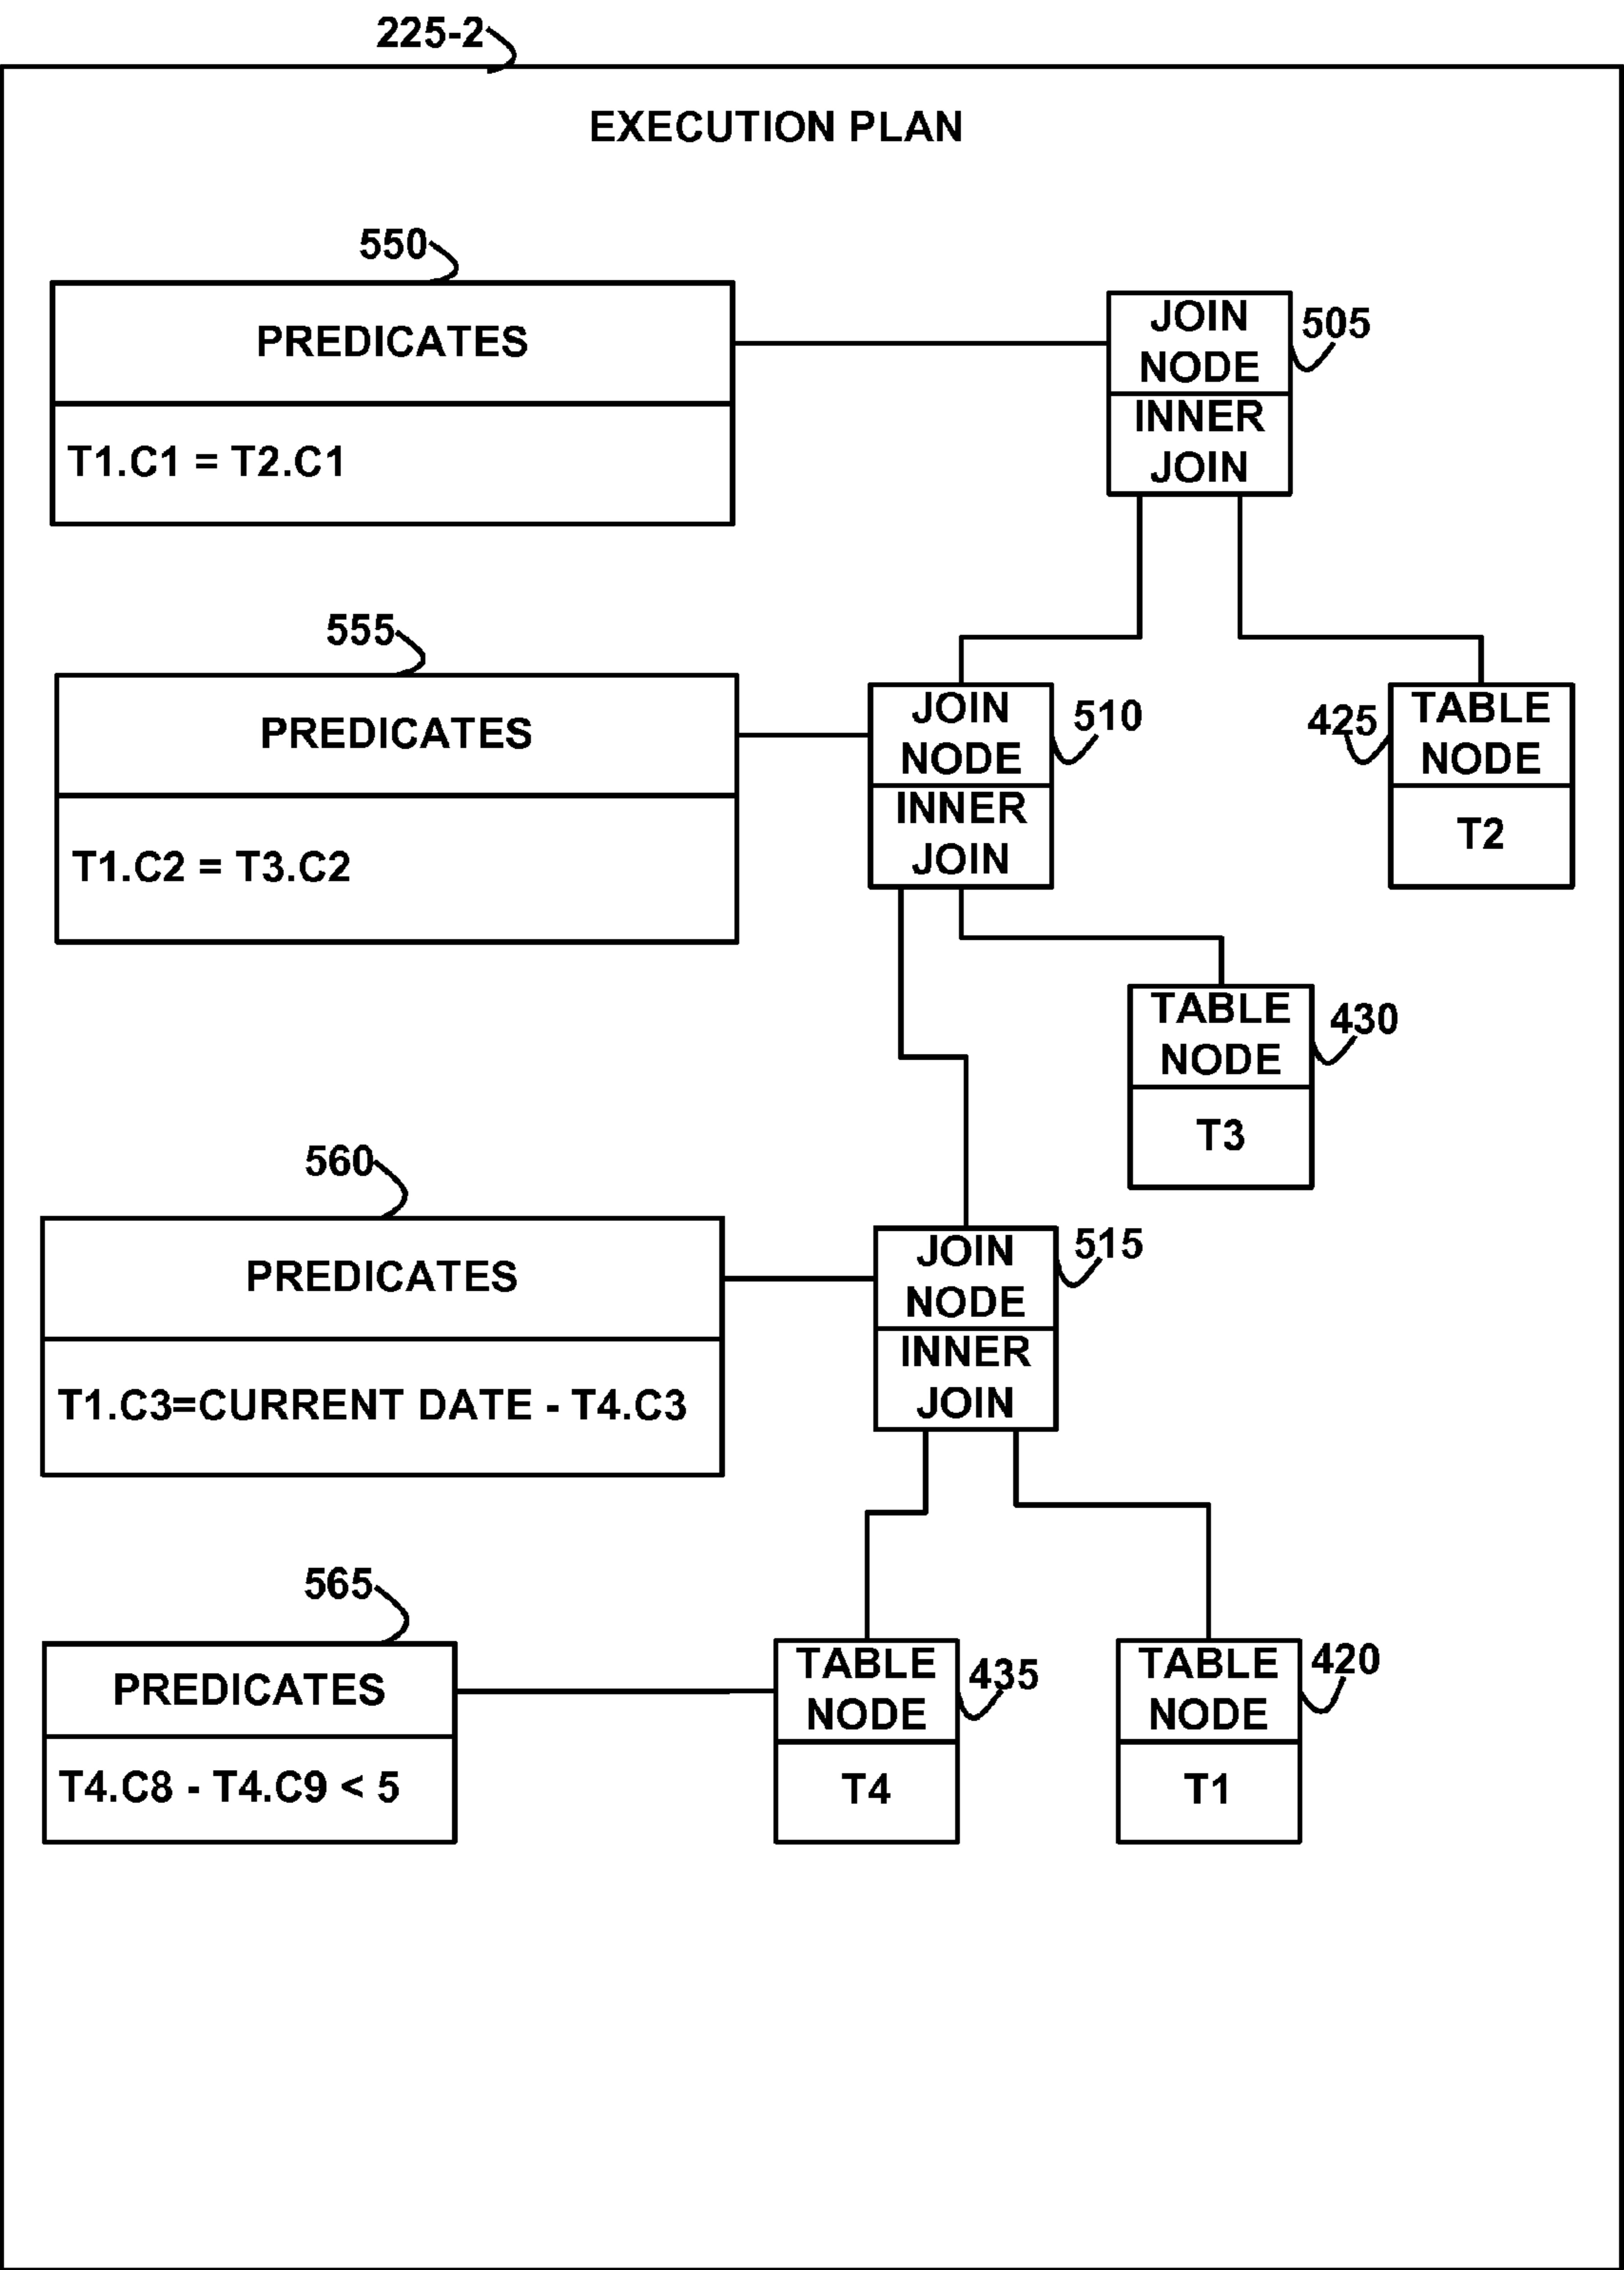 225-2
EXECUTION PLAN
550
PREDICATES
T1.C1 = T2.C1
JOIN
NODE
INNER
JOIN
505
555
PREDICATES
T1.C2 = T3.C2
JOIN
NODE
INNER
JOIN
510
425
TABLE
NODE
T2
TABLE
NODE
T3
430
560
PREDICATES
T1.C3=CURRENT DATE - T4.C3
JOIN
NODE
INNER
JOIN
515
565
PREDICATES
T4.C8 - T4.C9 < 5
TABLE
NODE
T4
435
TABLE
NODE
T1
420